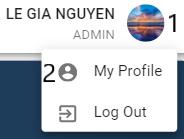 LE GIA NGUYEN 1
ADMIN
2 My Profile
Log Out